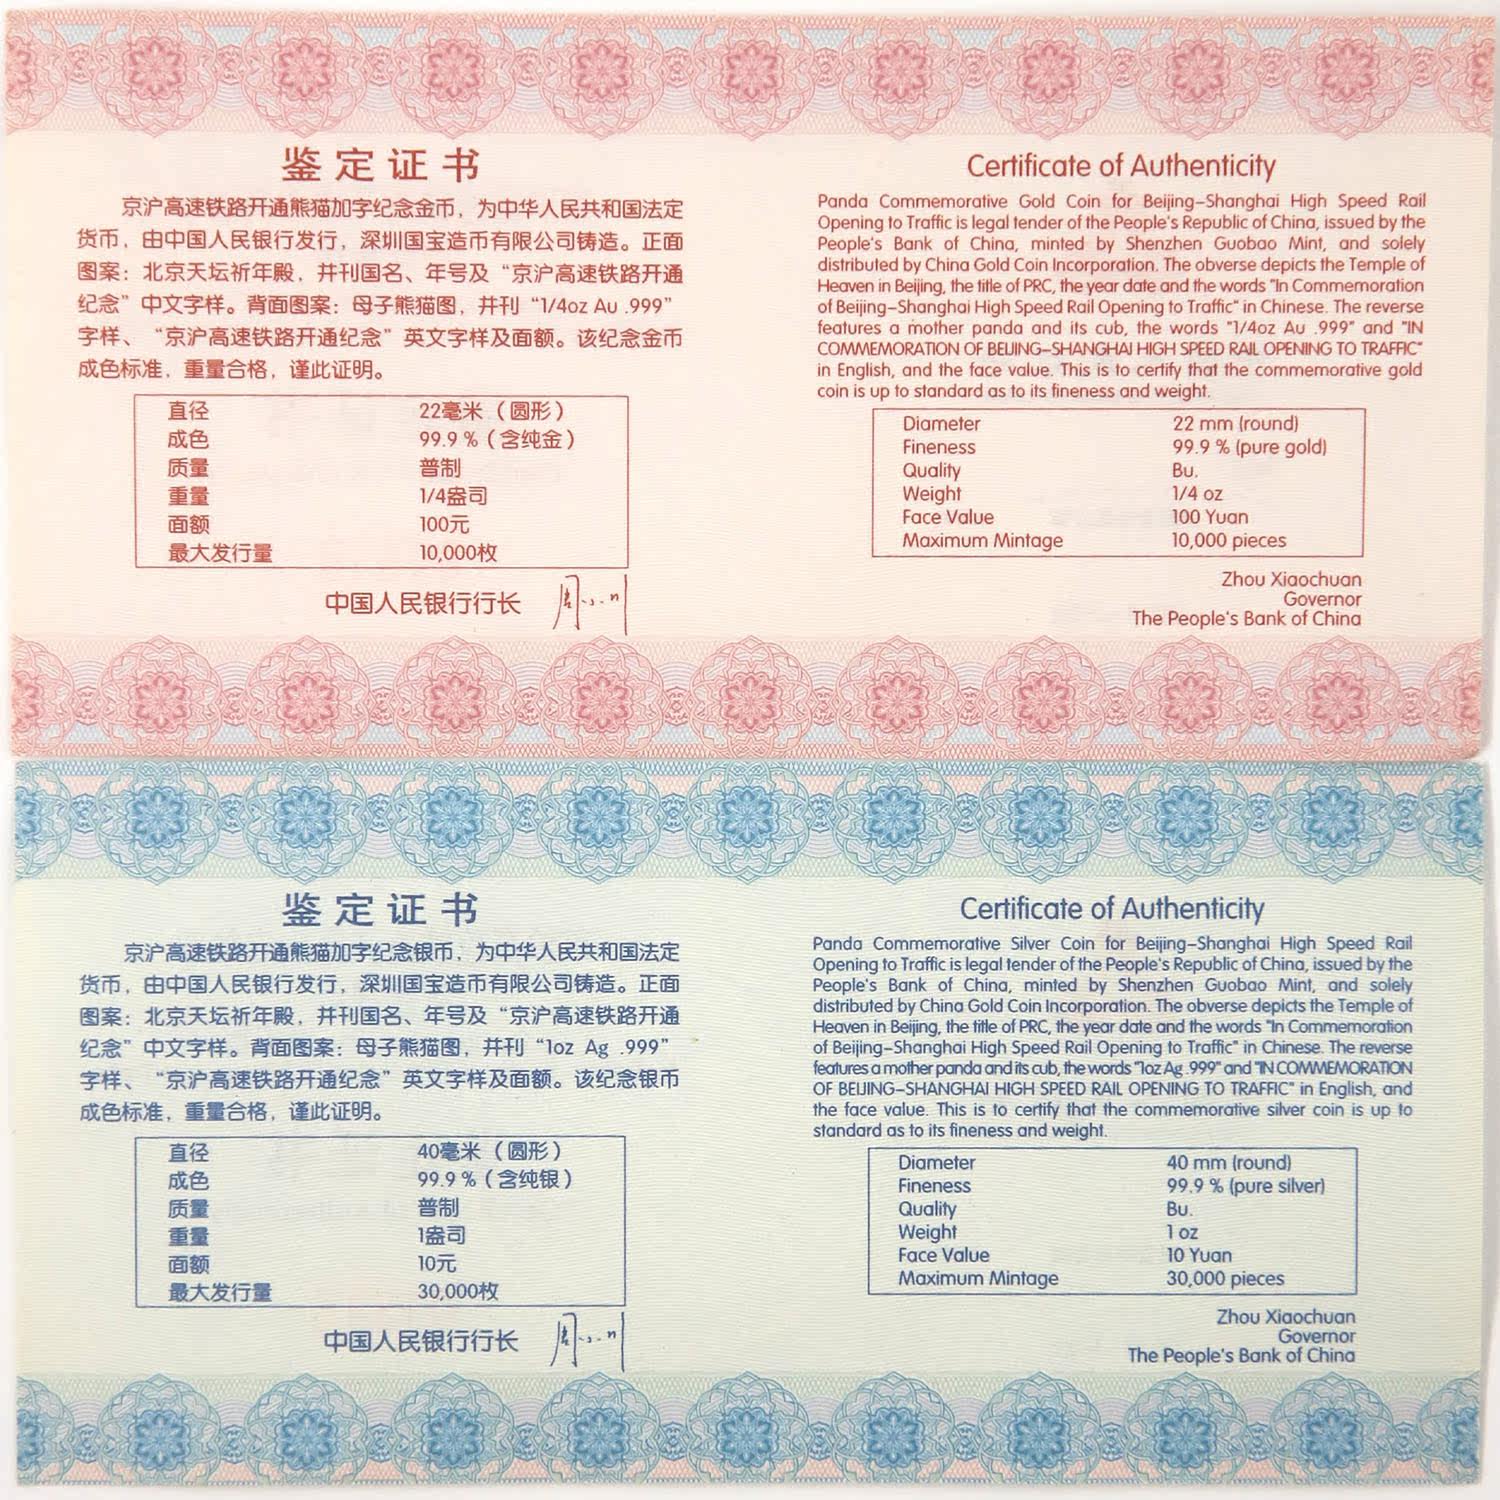 鉴定证书
京沪高速铁路开通熊猫加字纪念金币，为中华人民共和国法定
货币，由中国人民银行发行，深圳国宝造币有限公司铸造。正面
图案：北京天坛祈年殿，并刊国名、年号及“京沪高速铁路开通
纪念”中文字样。背面图案：母子熊猫图，并刊“1/4oz Au .999”
字样、“京沪高速铁路开通纪念”英文字样及面额。该纪念金币
成色标准，重量合格，谨此证明。
直径 22毫米（圆形）
成色 99.9 %（含纯金）
质量 普制
重量 1/4盎司
面额 100元
最大发行量 10,000枚
中国人民银行行长 周小川
Certificate of Authenticity
Panda Commemorative Gold Coin for Beijing-Shanghai High Speed Rail
Opening to Traffic is legal tender of the People's Republic of China, issued by the
People's Bank of China, minted by Shenzhen Guobao Mint, and solely
distributed by China Gold Coin Incorporation. The obverse depicts the Temple of
Heaven in Beijing, the title of PRC, the year date and the words "In Commemoration
of Beijing-Shanghai High Speed Rail Opening to Traffic" in Chinese. The reverse
features a mother panda and its cub, the words "1/4oz Au .999" and "IN
COMMEMORATION OF BEIJING-SHANGHAI HIGH SPEED RAIL OPENING TO TRAFFIC"
in English, and the face value. This is to certify that the commemorative gold
coin is up to standard as to its fineness and weight.
Diameter 22 mm (round)
Fineness 99.9 % (pure gold)
Quality Bu.
Weight 1/4 oz
Face Value 100 Yuan
Maximum Mintage 10,000 pieces
Zhou Xiaochuan
Governor
The People's Bank of China
鉴定证书
京沪高速铁路开通熊猫加字纪念银币，为中华人民共和国法定
货币，由中国人民银行发行，深圳国宝造币有限公司铸造。正面
图案：北京天坛祈年殿，并刊国名、年号及“京沪高速铁路开通
纪念”中文字样。背面图案：母子熊猫图，并刊“1oz Ag .999”
字样、“京沪高速铁路开通纪念”英文字样及面额。该纪念银币
成色标准，重量合格，谨此证明。
直径 40毫米（圆形）
成色 99.9 %（含纯银）
质量 普制
重量 1盎司
面额 10元
最大发行量 30,000枚
中国人民银行行长 周小川
Certificate of Authenticity
Panda Commemorative Silver Coin for Beijing-Shanghai High Speed Rail
Opening to Traffic is legal tender of the People's Republic of China, issued by the
People's Bank of China, minted by Shenzhen Guobao Mint, and solely
distributed by China Gold Coin Incorporation. The obverse depicts the Temple of
Heaven in Beijing, the title of PRC, the year date and the words "In Commemoration
of Beijing-Shanghai High Speed Rail Opening to Traffic" in Chinese. The reverse
features a mother panda and its cub, the words "1oz Ag .999" and "IN COMMEMORATION
OF BEIJING-SHANGHAI HIGH SPEED RAIL OPENING TO TRAFFIC" in English, and
the face value. This is to certify that the commemorative silver coin is up to
standard as to its fineness and weight.
Diameter 40 mm (round)
Fineness 99.9 % (pure silver)
Quality Bu.
Weight 1 oz
Face Value 10 Yuan
Maximum Mintage 30,000 pieces
Zhou Xiaochuan
Governor
The People's Bank of China